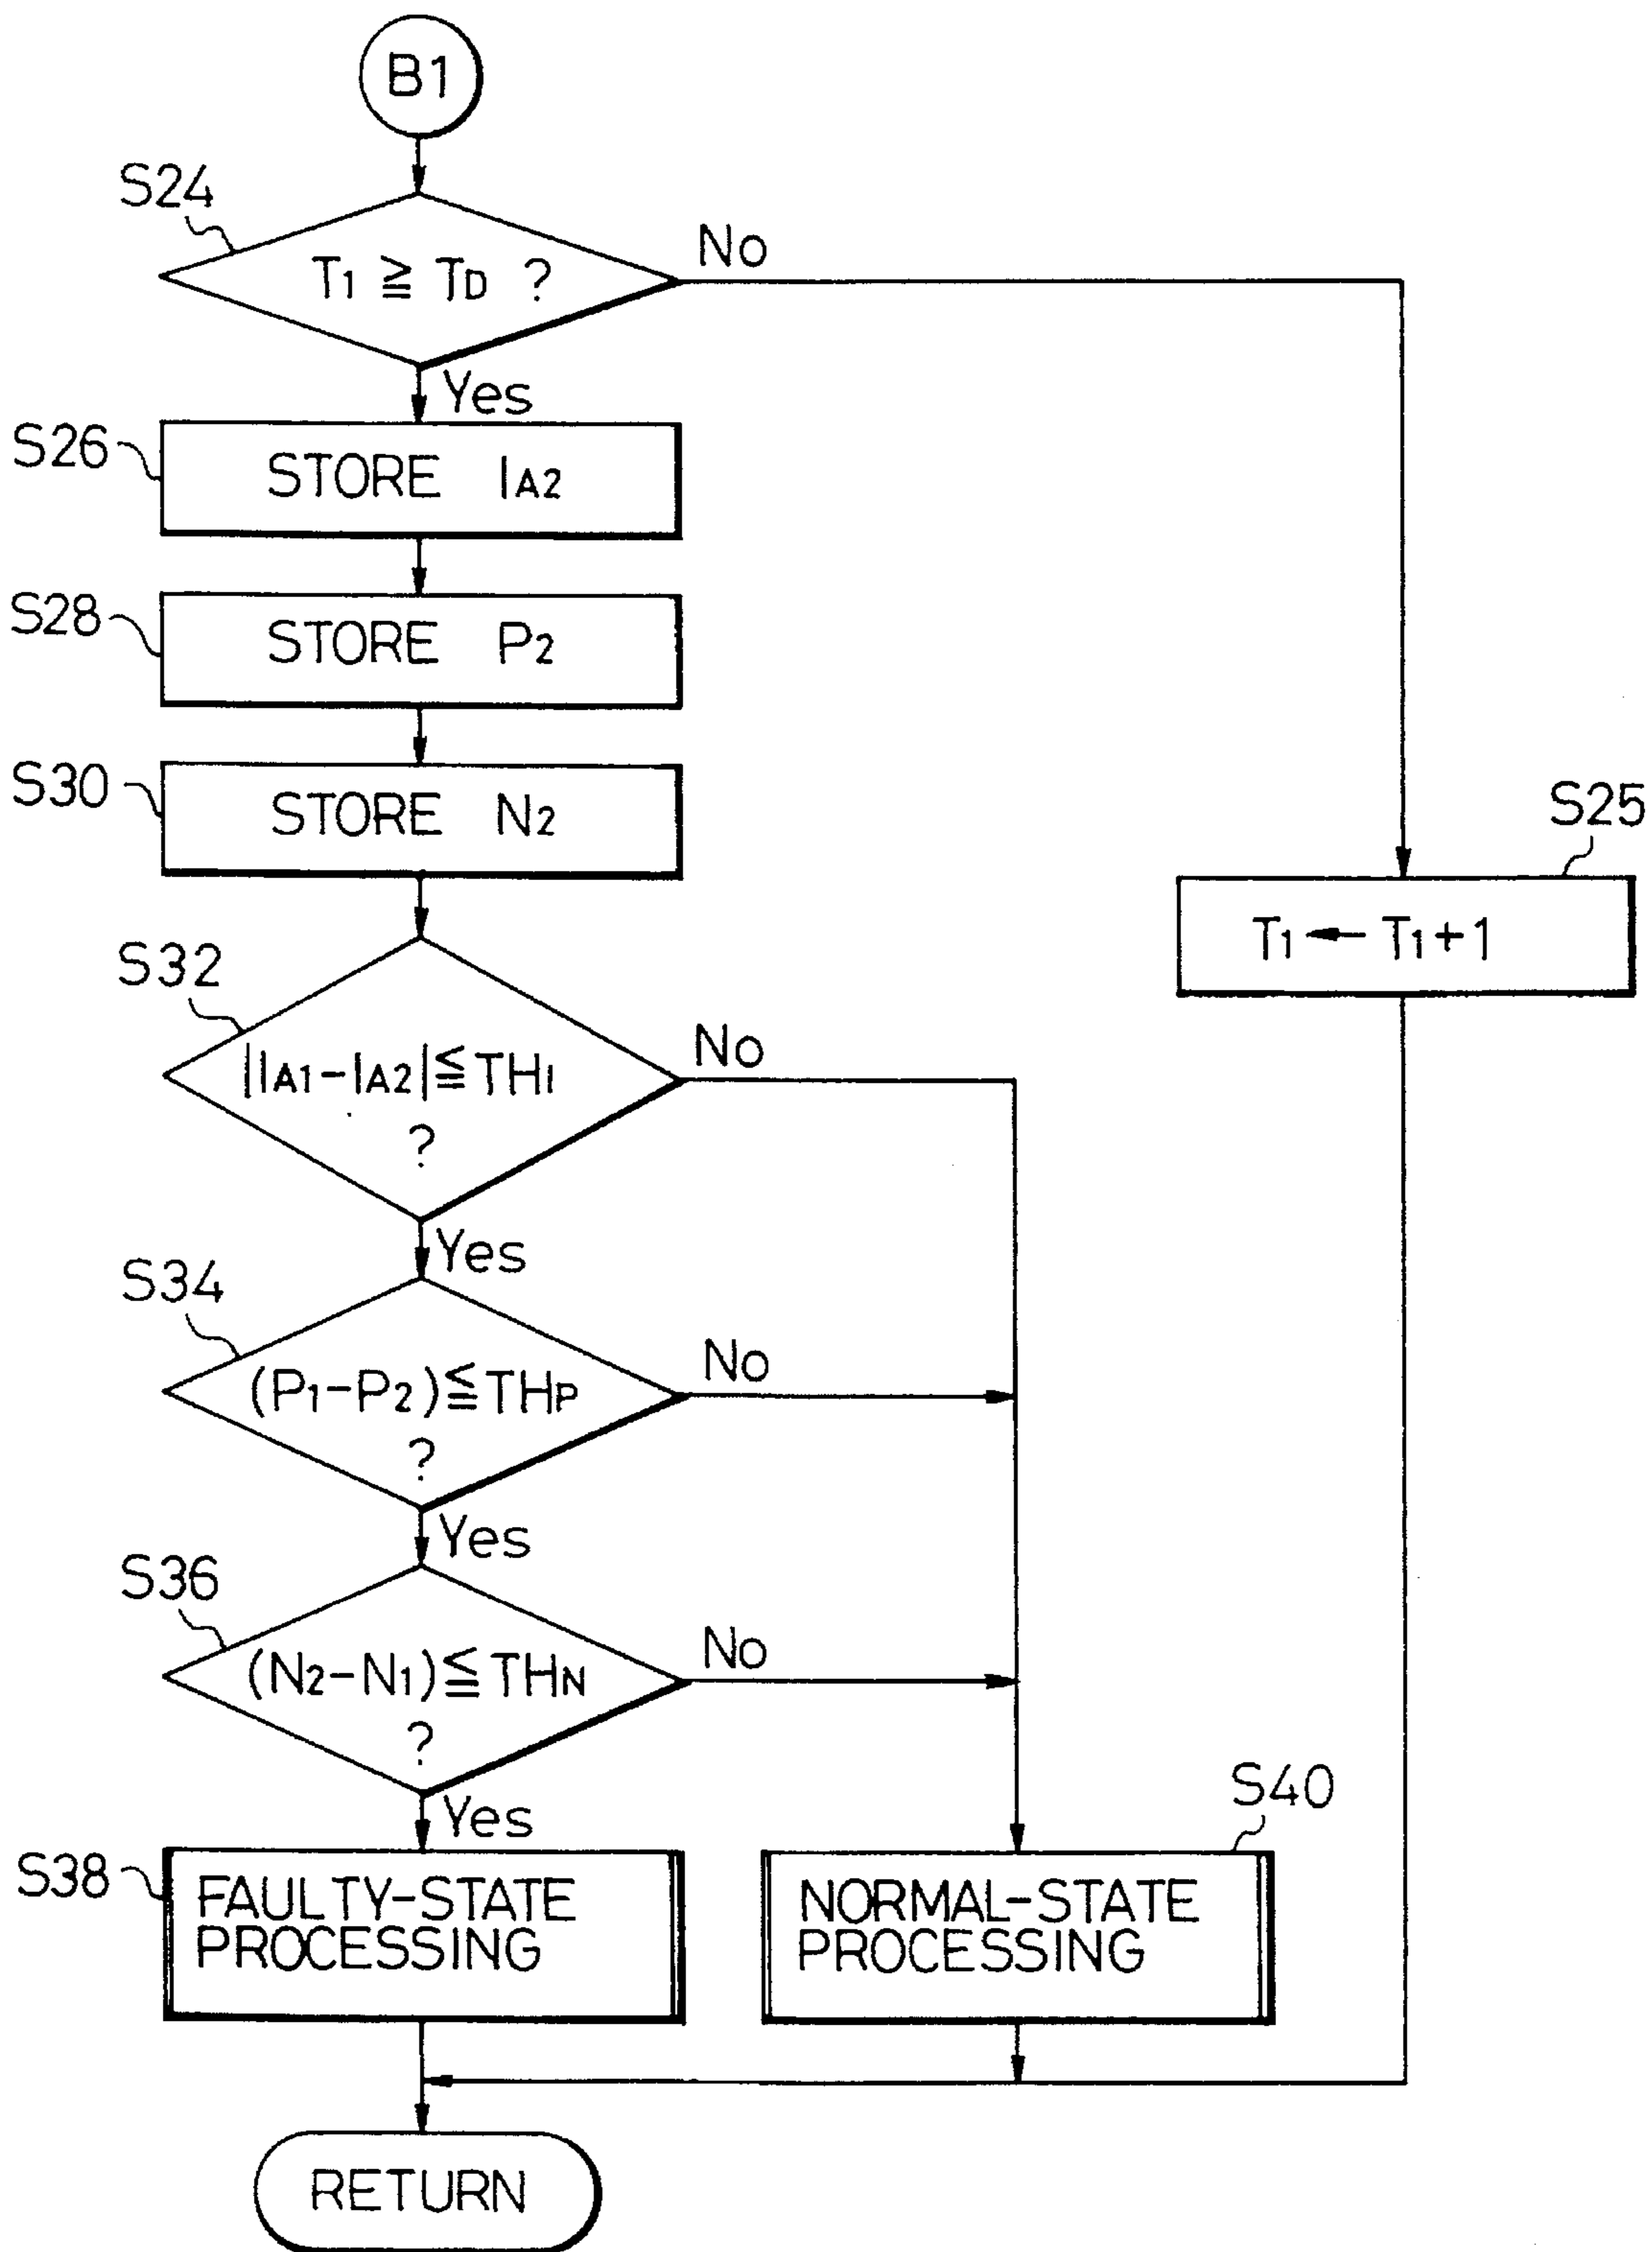 B1
S24
T1 ≧ TD ?
No
Yes
S26
STORE IA2
S28
STORE P2
S30
STORE N2
S25
T1 ← T1+1
S32
|IA1−IA2|≦THI
?
No
Yes
S34
(P1−P2)≦THP
?
No
Yes
S36
(N2−N1)≦THN
?
No
Yes
S38
FAULTY-STATE
PROCESSING
S40
NORMAL-STATE
PROCESSING
RETURN